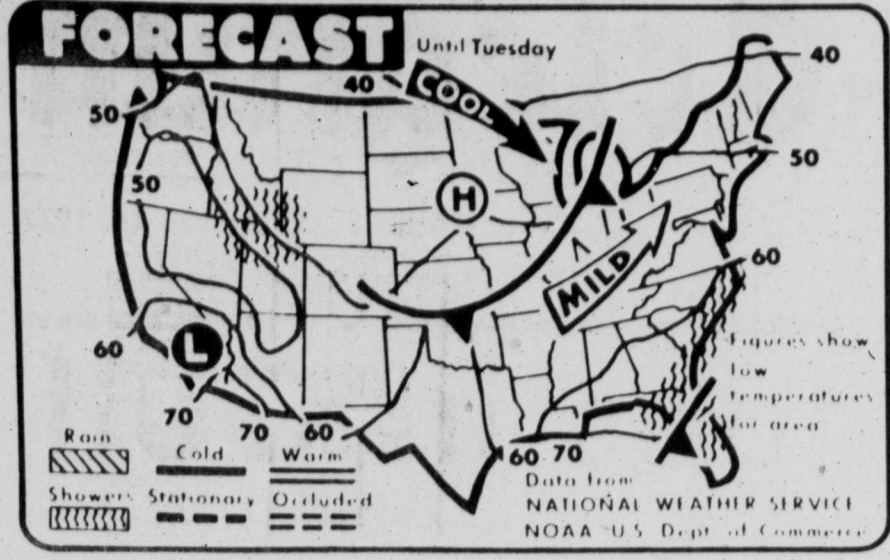 FORECAST
Until Tuesday
40
COOL
40
50
50
50
H
60
MILD
L
60
Figures show
low
temperatures
for area
70
70
60
60
70
Rain
Cold
Warm
Showers
Stationary
Occluded
Data from
NATIONAL WEATHER SERVICE
NOAA U S Dept of Commerce